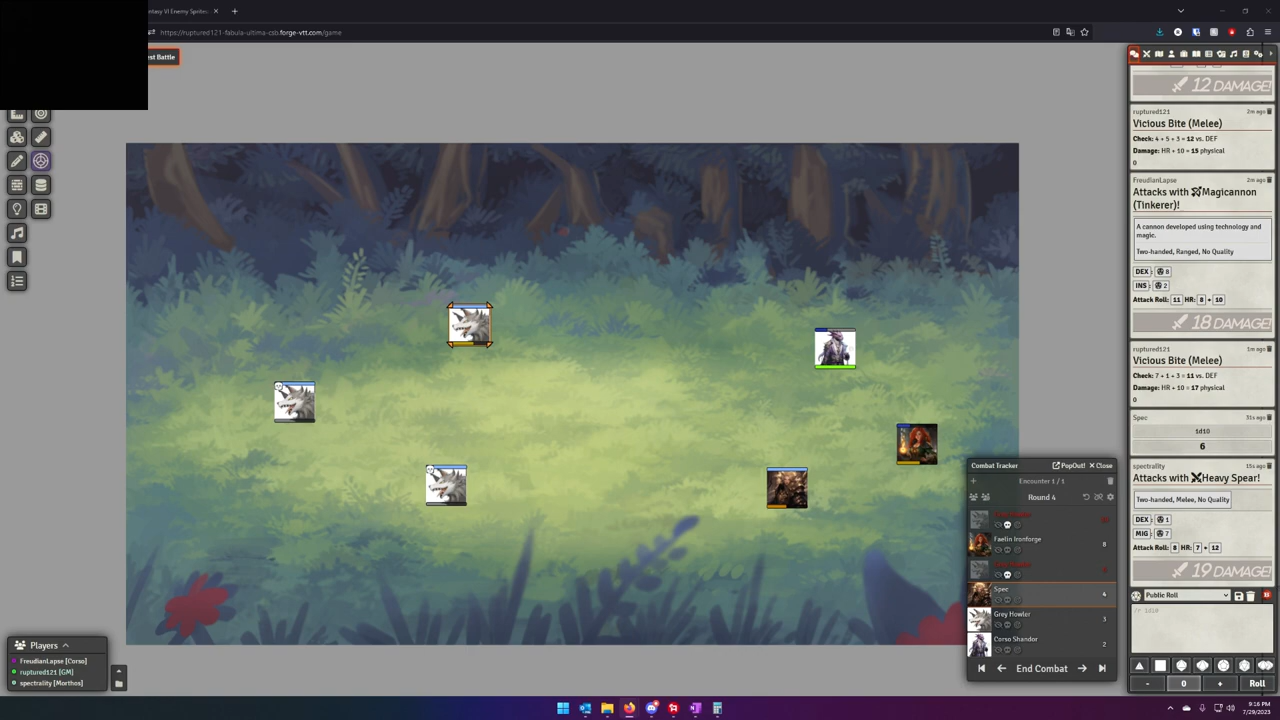 ntasy VI Enemy Sprites
https://ruptured121-fabula-ultima-csb.forge-vtt.com/game
est Battle
12 DAMAGE!
ruptured121
2m ago
Vicious Bite (Melee)
Check: 4 + 5 + 3 = 12 vs. DEF
Damage: HR + 10 = 15 physical
0
FreudianLapse
2m ago
Attacks with Magicannon
(Tinkerer)!
A cannon developed using technology and
magic.
Two-handed, Ranged, No Quality
DEX: 8
INS: 2
Attack Roll: 11 HR: 8 + 10
18 DAMAGE!
ruptured121
1m ago
Vicious Bite (Melee)
Check: 7 + 1 + 3 = 11 vs. DEF
Damage: HR + 10 = 17 physical
0
Spec
31s ago
1d10
6
spectrality
15s ago
Attacks with Heavy Spear!
Two-handed, Melee, No Quality
DEX: 1
MIG: 7
Attack Roll: 8 HR: 7 + 12
19 DAMAGE!
Public Roll
/r 1d10
- 0 + Roll
Combat Tracker
PopOut! Close
Encounter 1 / 1
Round 4
Faelin Ironforge
8
Spec
4
Grey Howler
3
Corso Shandor
2
End Combat
Players
FreudianLapse [Corso]
ruptured121 [GM]
spectrality [Morthos]
9:16 PM
7/29/2023